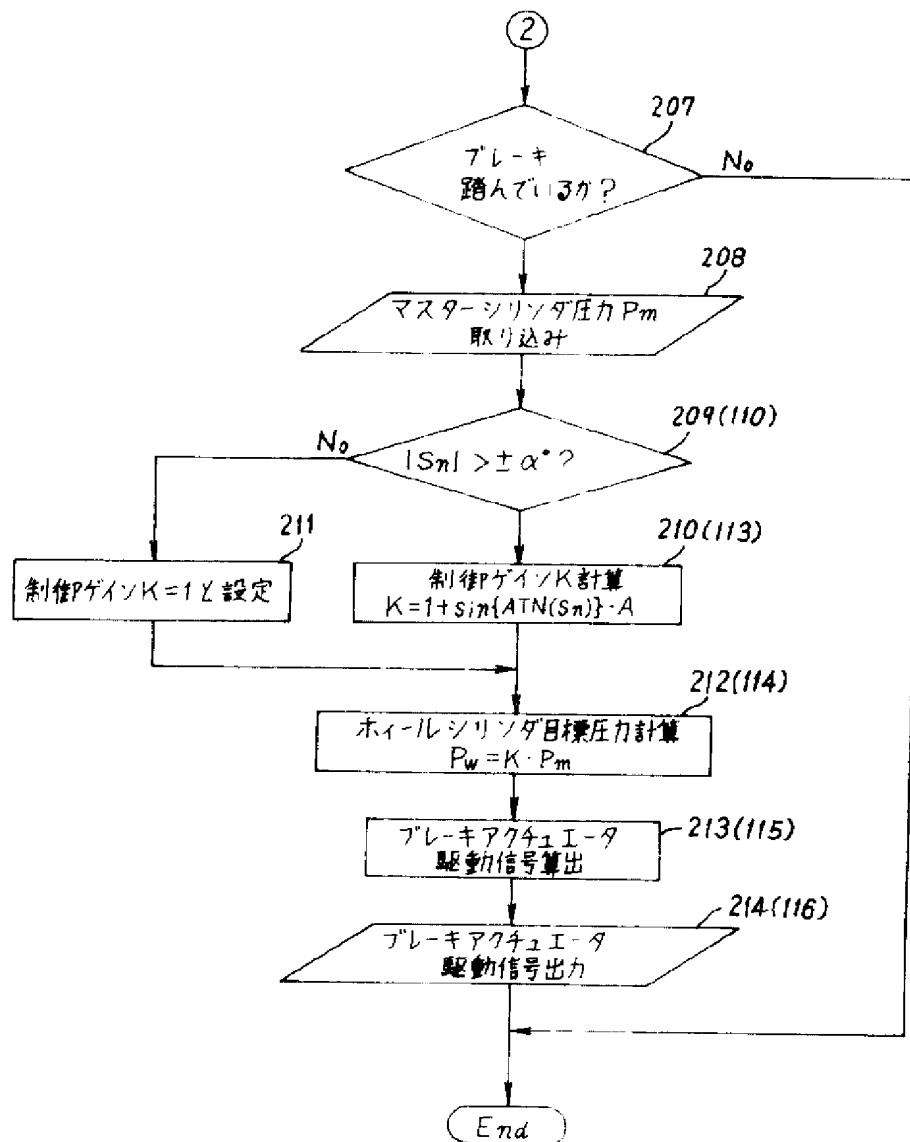 2
207
ブレーキ
踏んでいるか?
No
208
マスターシリンダ圧力Pm
取り込み
209(110)
No
|Sn| > ± α° ?
211
制御ゲインK=1と設定
210(113)
制御ゲインK計算
K=1+sin{ATN(Sn)}・A
212(114)
ホィールシリンダ目標圧力計算
Pw=K・Pm
213(115)
ブレーキアクチュエータ
駆動信号算出
214(116)
ブレーキアクチュエータ
駆動信号出力
End